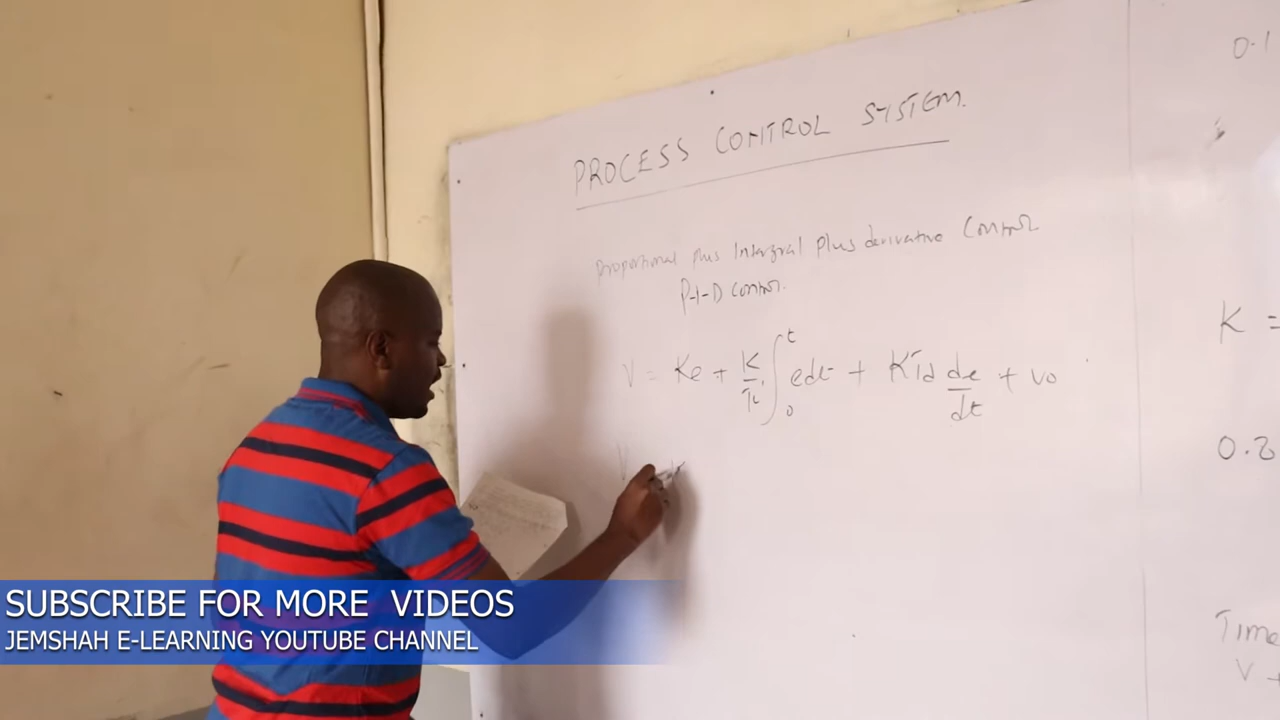 PROCESS CONTROL SYSTEM.
Proportional plus Intergral plus derivative Control
P-I-D control.
V = Ke + K/Ti ∫₀ᵗ edt + KTd de/dt + vo
V
0.1
K =
0.2
Time
V
SUBSCRIBE FOR MORE VIDEOS
JEMSHAH E-LEARNING YOUTUBE CHANNEL